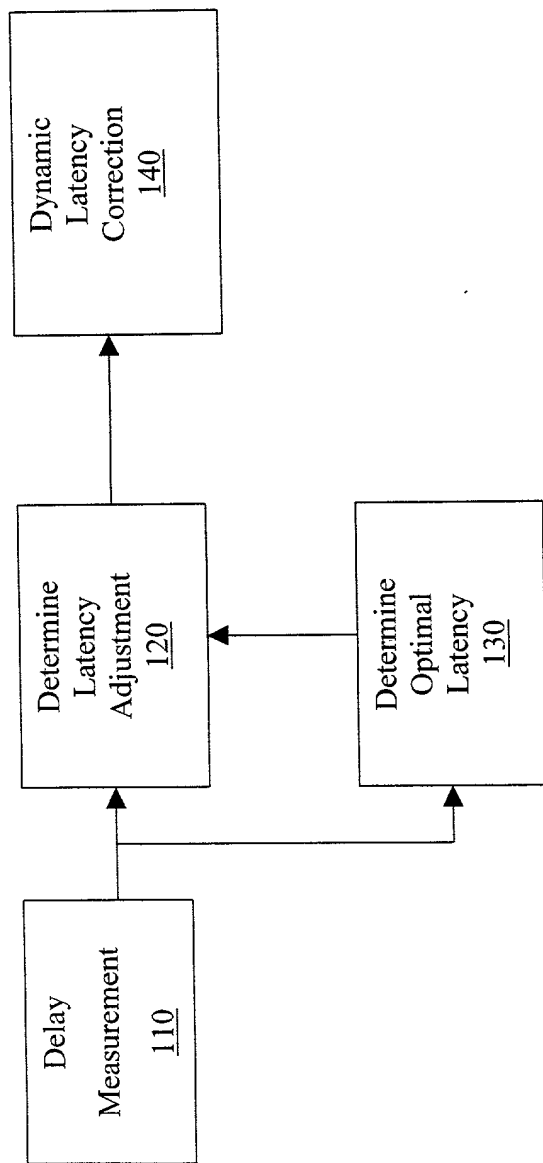 Delay
Measurement
110
Determine
Latency
Adjustment
120
Determine
Optimal
Latency
130
Dynamic
Latency
Correction
140